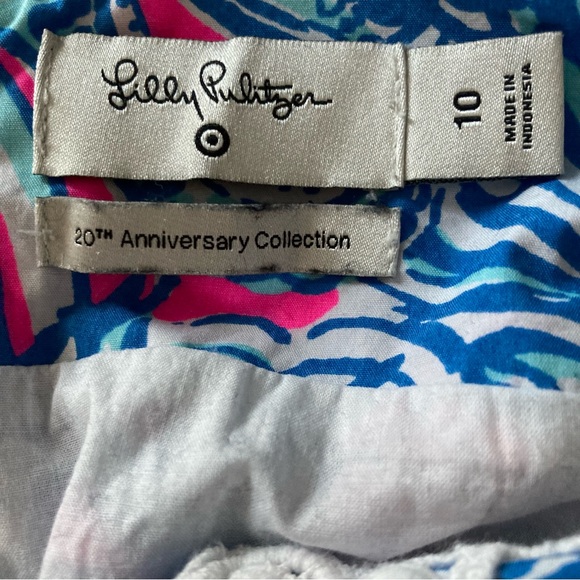 Lilly Pulitzer
10
MADE IN
INDONESIA
20TH Anniversary Collection